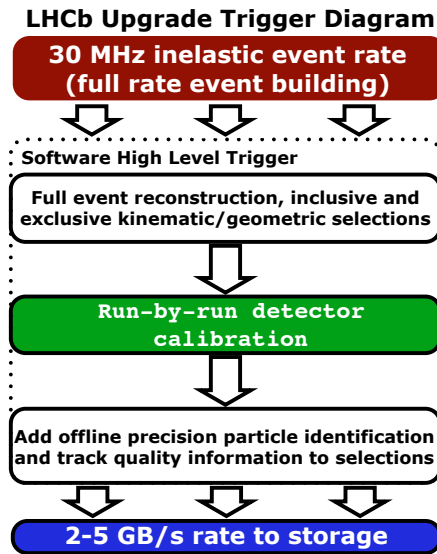 LHCb Upgrade Trigger Diagram
30 MHz inelastic event rate
(full rate event building)
Software High Level Trigger
Full event reconstruction, inclusive and
exclusive kinematic/geometric selections
Run-by-run detector
calibration
Add offline precision particle identification
and track quality information to selections
2-5 GB/s rate to storage